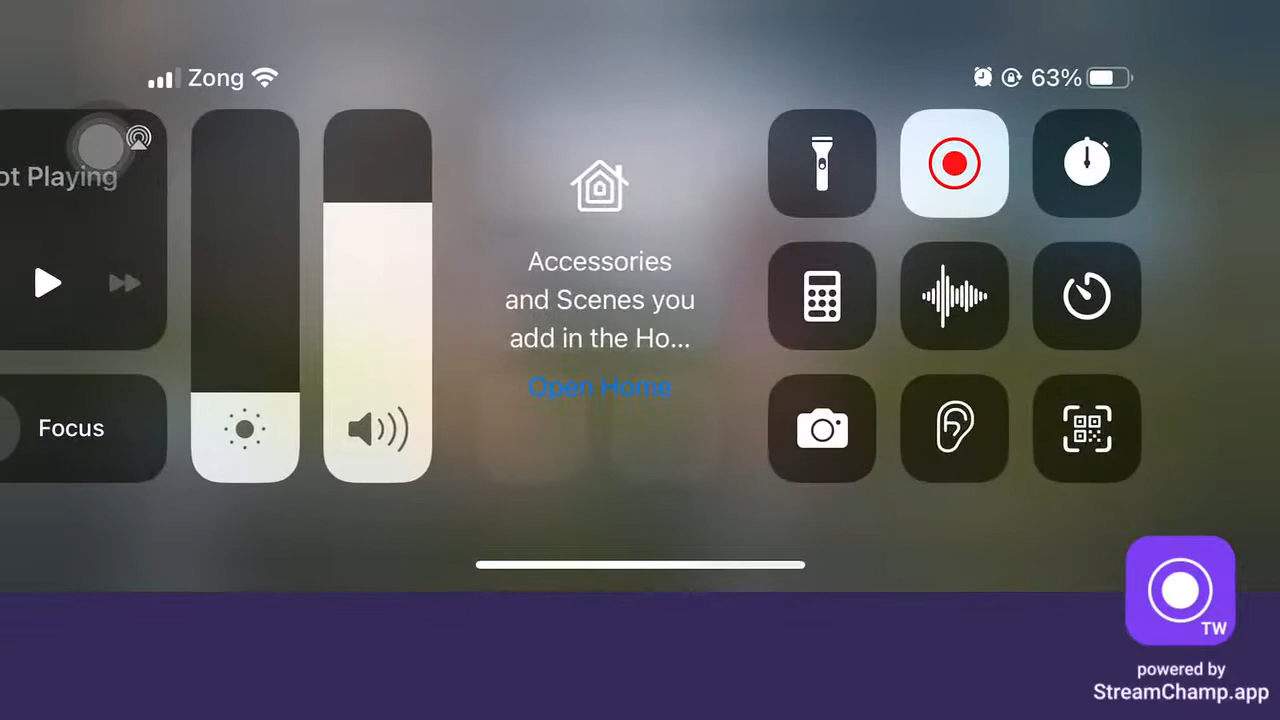 Zong
63%
ot Playing
Accessories
and Scenes you
add in the Ho...
Open Home
Focus
TW
powered by
StreamChamp.app